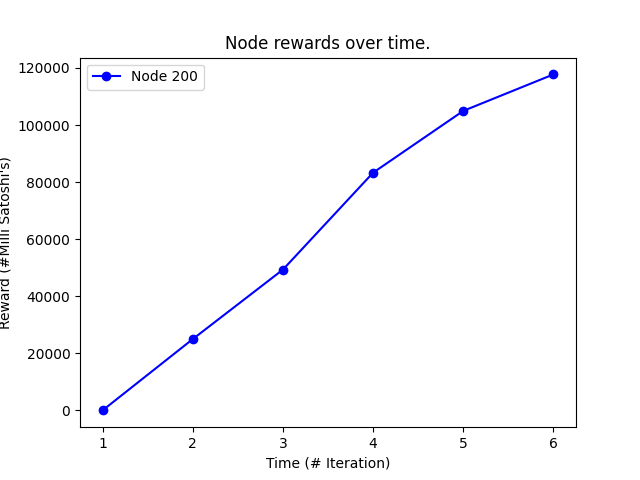 Node rewards over time.
Node 200
120000
100000
80000
60000
40000
20000
0
Reward (#Milli Satoshi's)
1 2 3 4 5 6
Time (# Iteration)